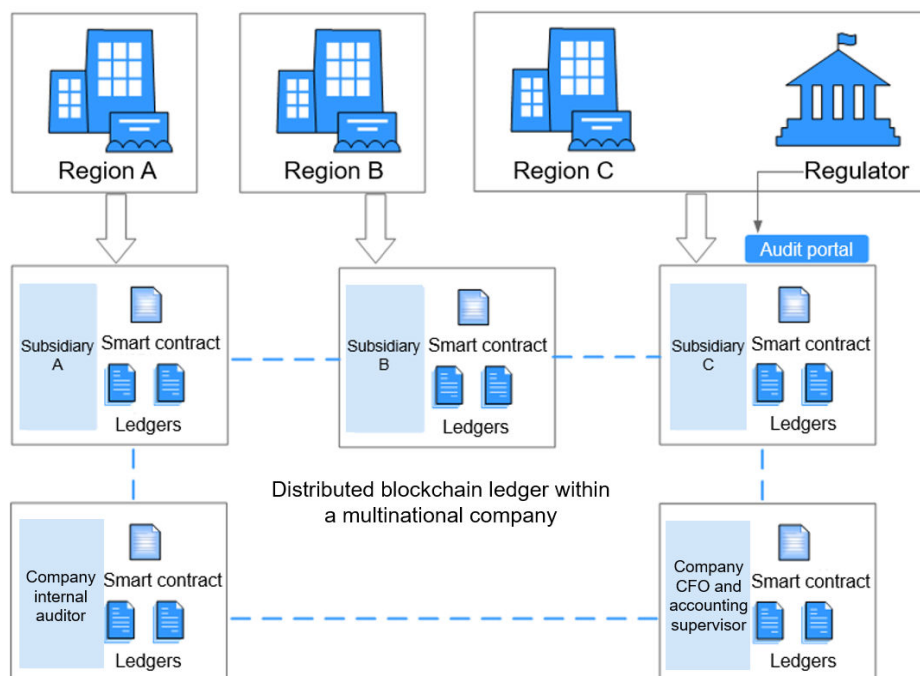 Region A
Region B
Region C
Regulator
Audit portal
Subsidiary
A
Smart contract
Ledgers
Subsidiary
B
Smart contract
Ledgers
Subsidiary
C
Smart contract
Ledgers
Distributed blockchain ledger within
a multinational company
Company
internal
auditor
Smart contract
Ledgers
Company
CFO and
accounting
supervisor
Smart contract
Ledgers